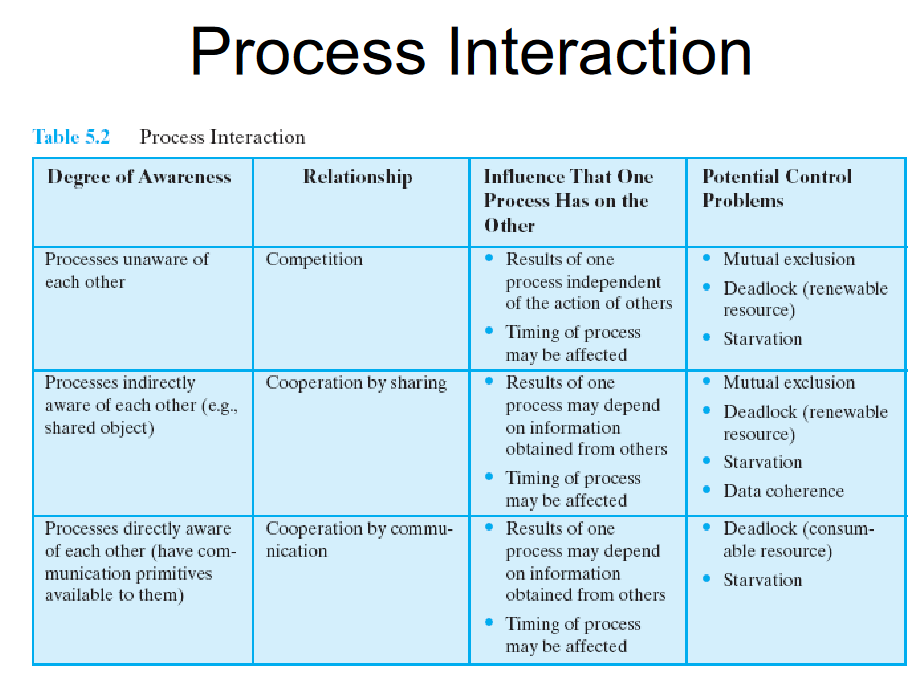 Process Interaction
Table 5.2 Process Interaction
Degree of Awareness
Relationship
Influence That One
Process Has on the
Other
Potential Control
Problems
Processes unaware of
each other
Competition
• Results of one
process independent
of the action of others
• Timing of process
may be affected
• Mutual exclusion
• Deadlock (renewable
resource)
• Starvation
Processes indirectly
aware of each other (e.g.,
shared object)
Cooperation by sharing
• Results of one
process may depend
on information
obtained from others
• Timing of process
may be affected
• Mutual exclusion
• Deadlock (renewable
resource)
• Starvation
• Data coherence
Processes directly aware
of each other (have com-
munication primitives
available to them)
Cooperation by commu-
nication
• Results of one
process may depend
on information
obtained from others
• Timing of process
may be affected
• Deadlock (consum-
able resource)
• Starvation